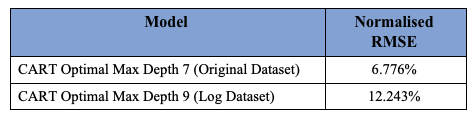 Model
Normalised
RMSE
CART Optimal Max Depth 7 (Original Dataset)
6.776%
CART Optimal Max Depth 9 (Log Dataset)
12.243%